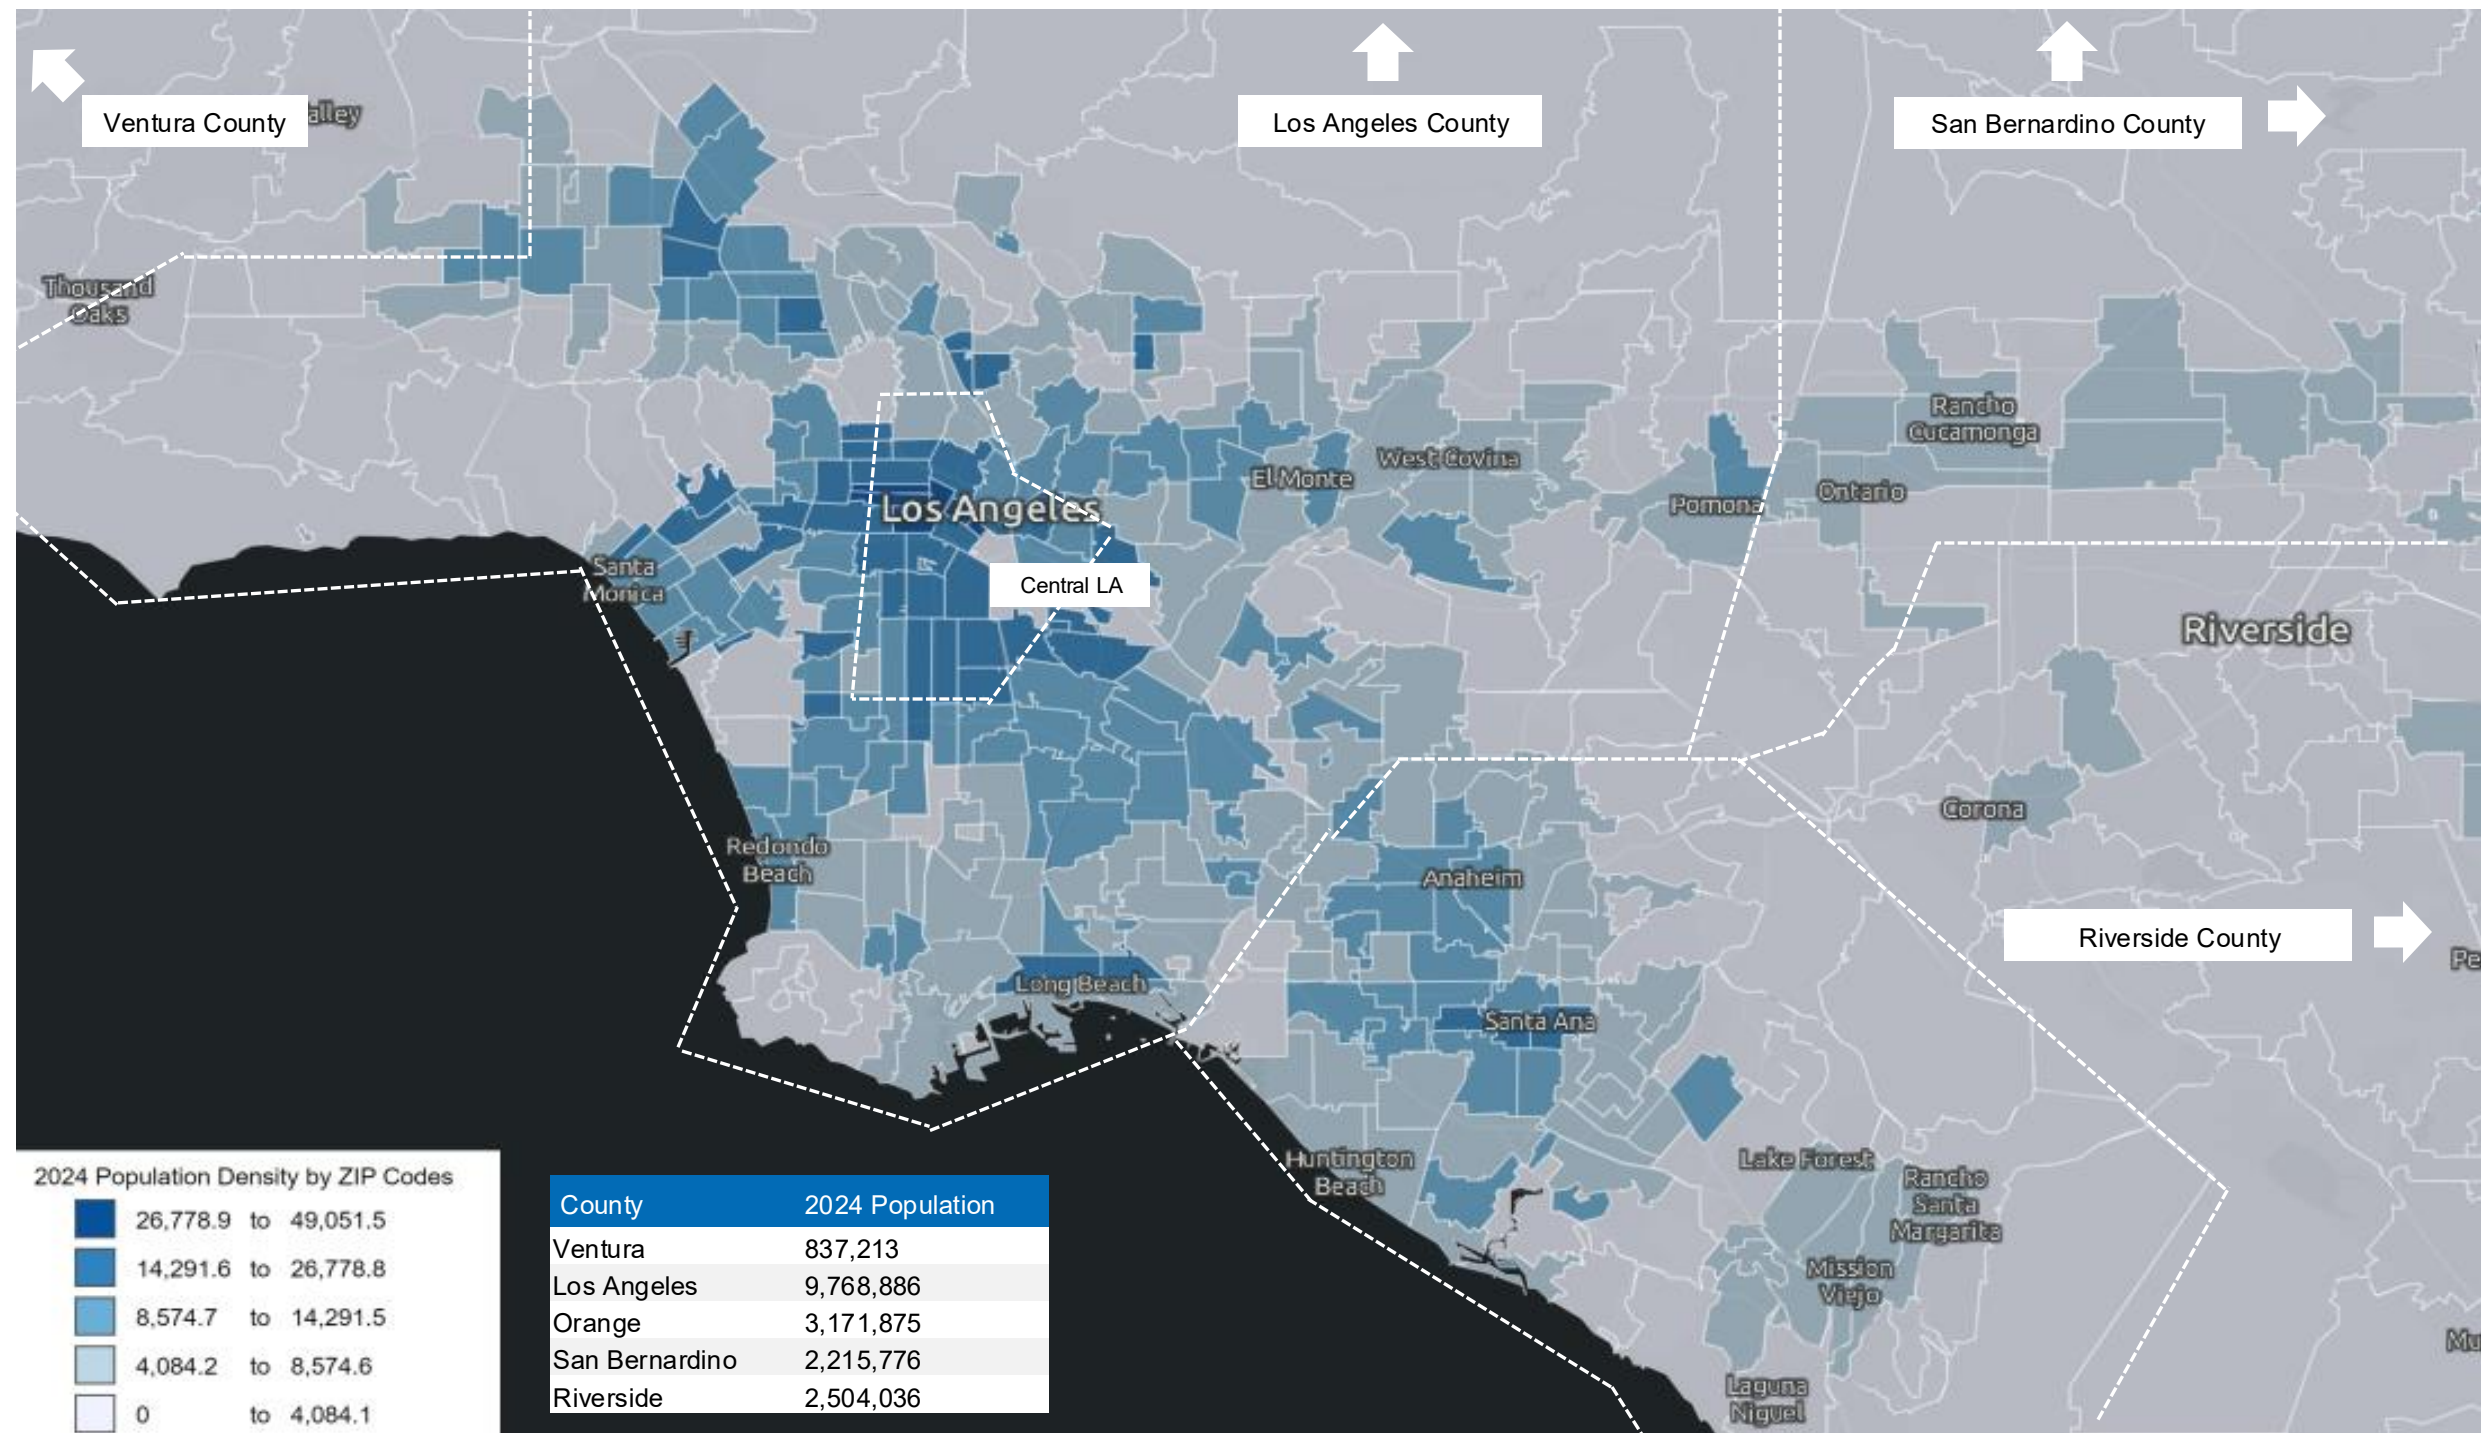 Ventura County
alley
Los Angeles County
San Bernardino County
Thousand
Oaks
Rancho
Cucamonga
West Covina
El Monte
Pomona
Ontario
Los Angeles
Santa
Monica
Central LA
Riverside
Corona
Redondo
Beach
Anaheim
Riverside County
Pe
Long Beach
Santa Ana
Huntington
Beach
Lake Forest
Rancho
Santa
Margarita
Mission
Viejo
Mu
Laguna
Niguel
2024 Population Density by ZIP Codes
26,778.9 to 49,051.5
14,291.6 to 26,778.8
8,574.7 to 14,291.5
4,084.2 to 8,574.6
0 to 4,084.1
County 2024 Population
Ventura 837,213
Los Angeles 9,768,886
Orange 3,171,875
San Bernardino 2,215,776
Riverside 2,504,036